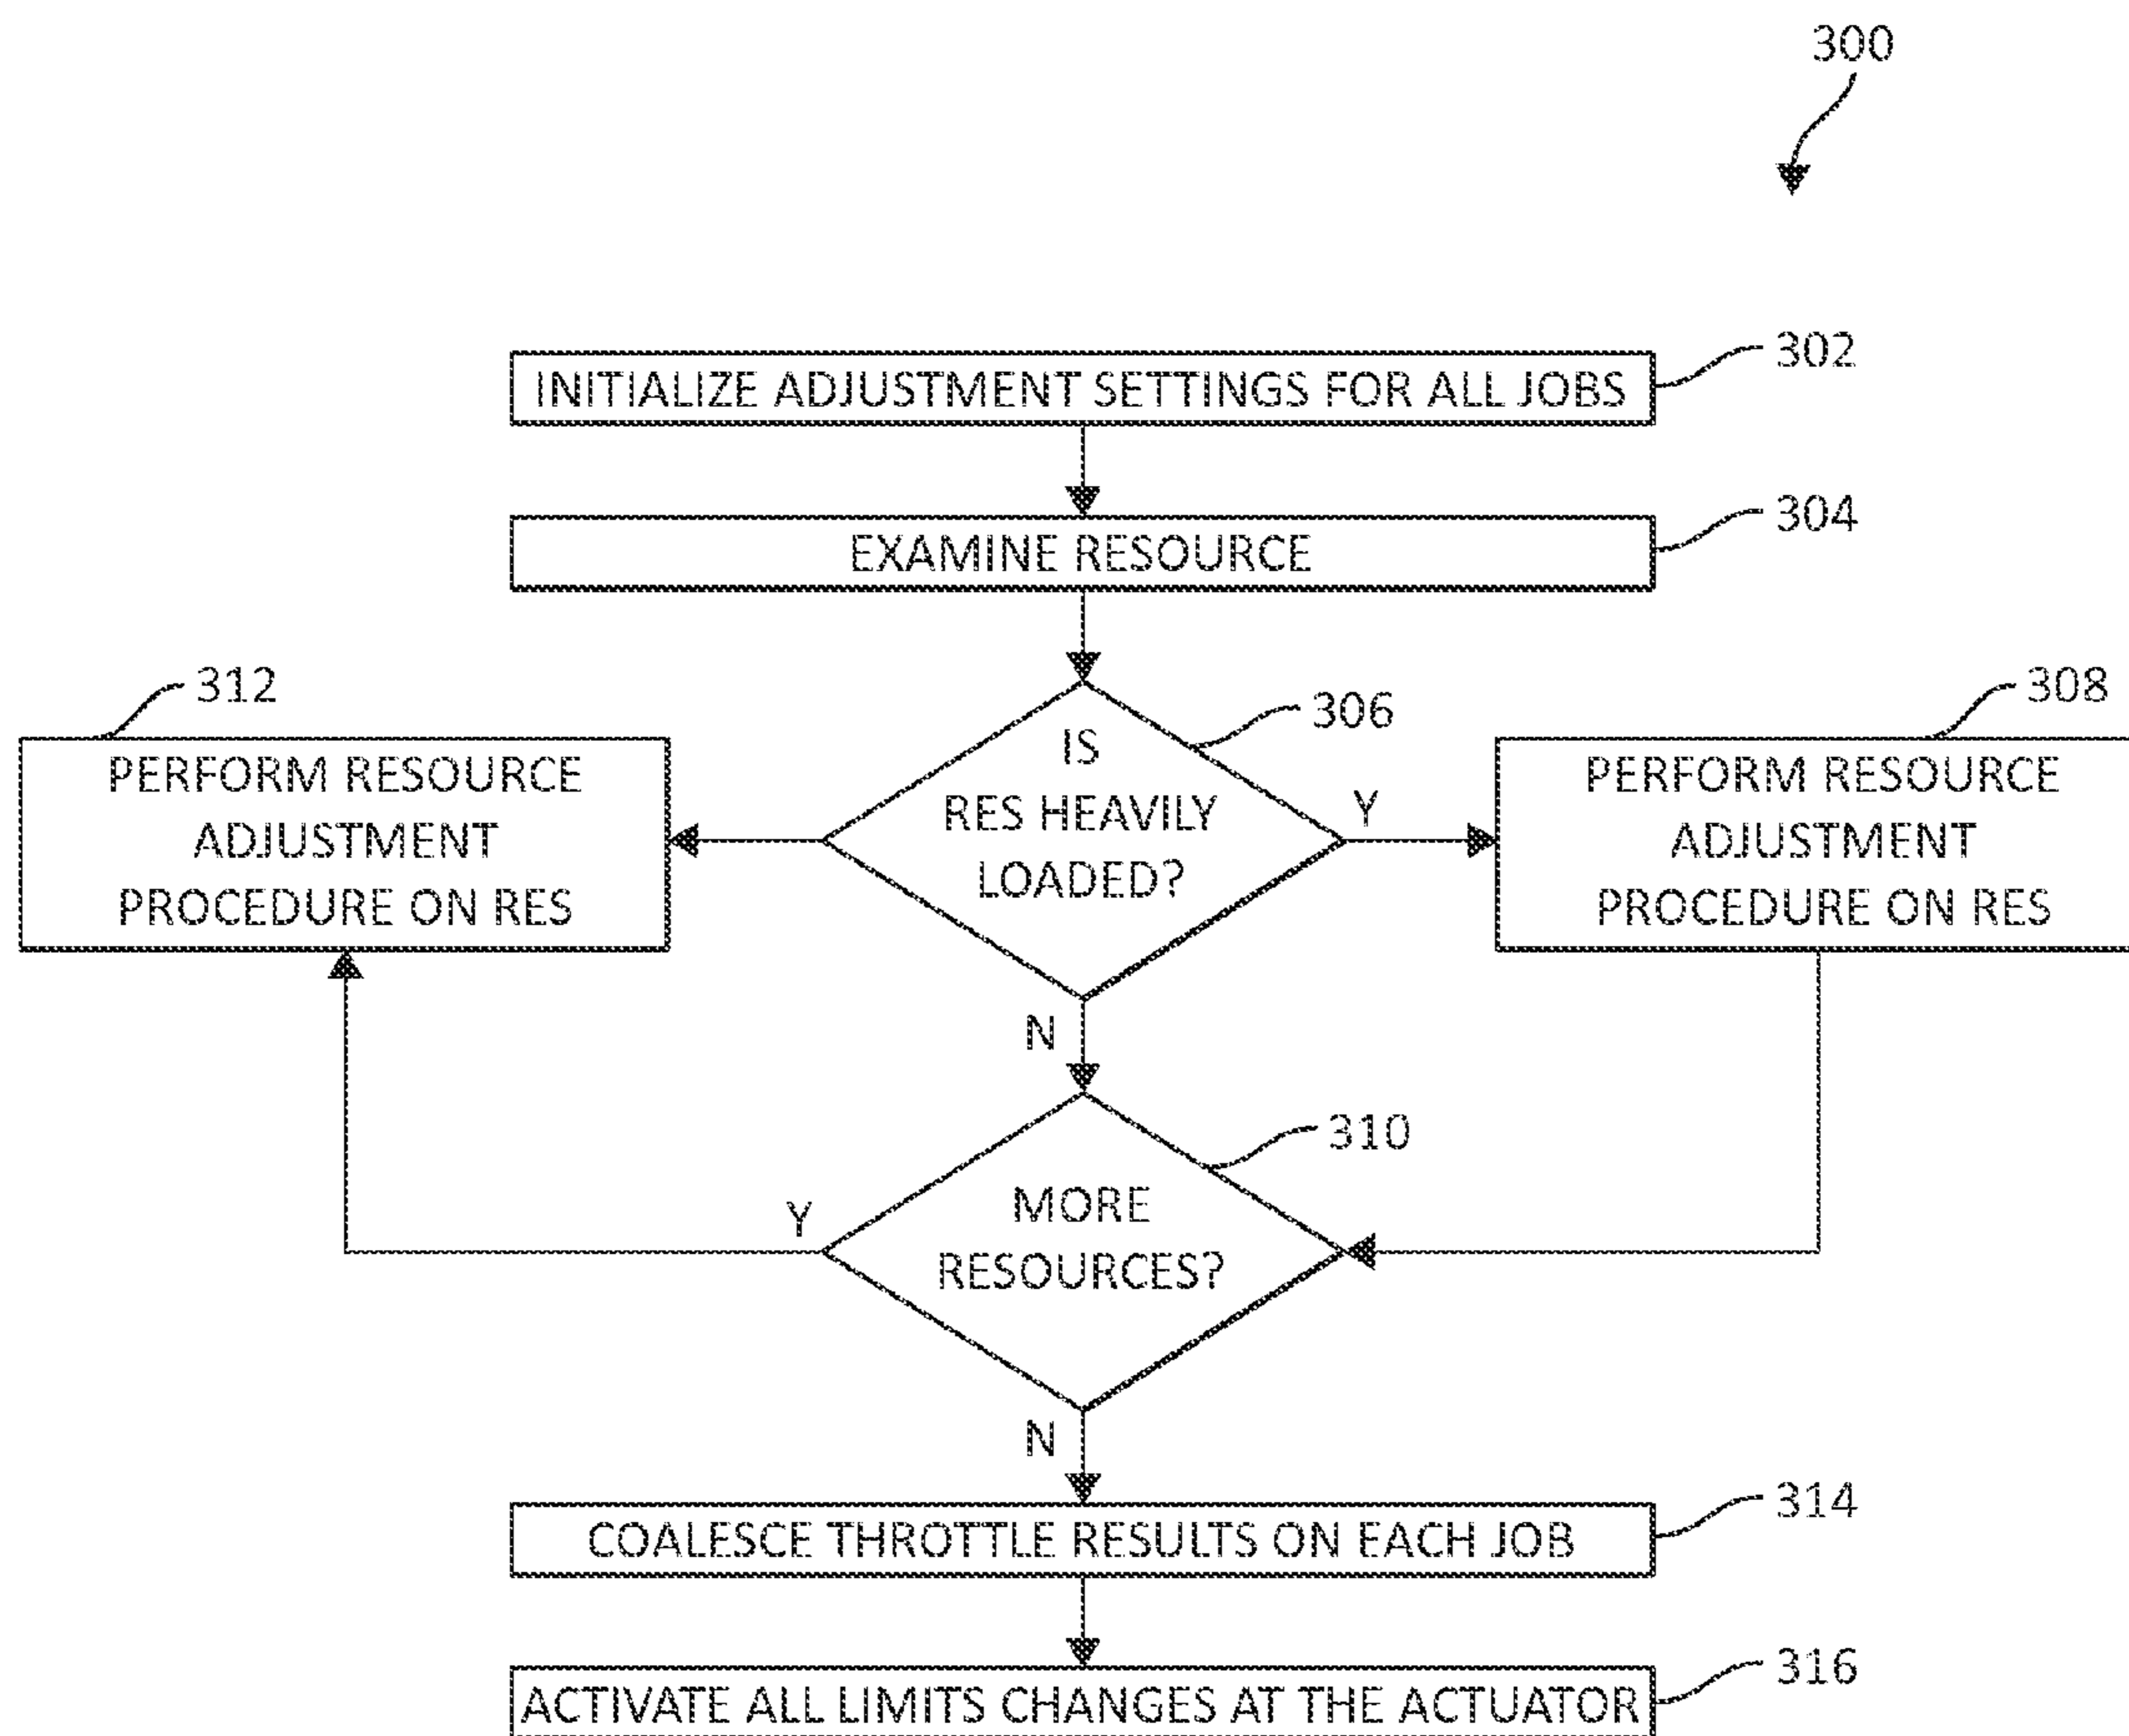 300
INITIALIZE ADJUSTMENT SETTINGS FOR ALL JOBS
302
EXAMINE RESOURCE
304
312
PERFORM RESOURCE
ADJUSTMENT
PROCEDURE ON RES
IS
RES HEAVILY
LOADED?
306
Y
308
PERFORM RESOURCE
ADJUSTMENT
PROCEDURE ON RES
N
MORE
RESOURCES?
310
Y
N
COALESCE THROTTLE RESULTS ON EACH JOB
314
ACTIVATE ALL LIMITS CHANGES AT THE ACTUATOR
316